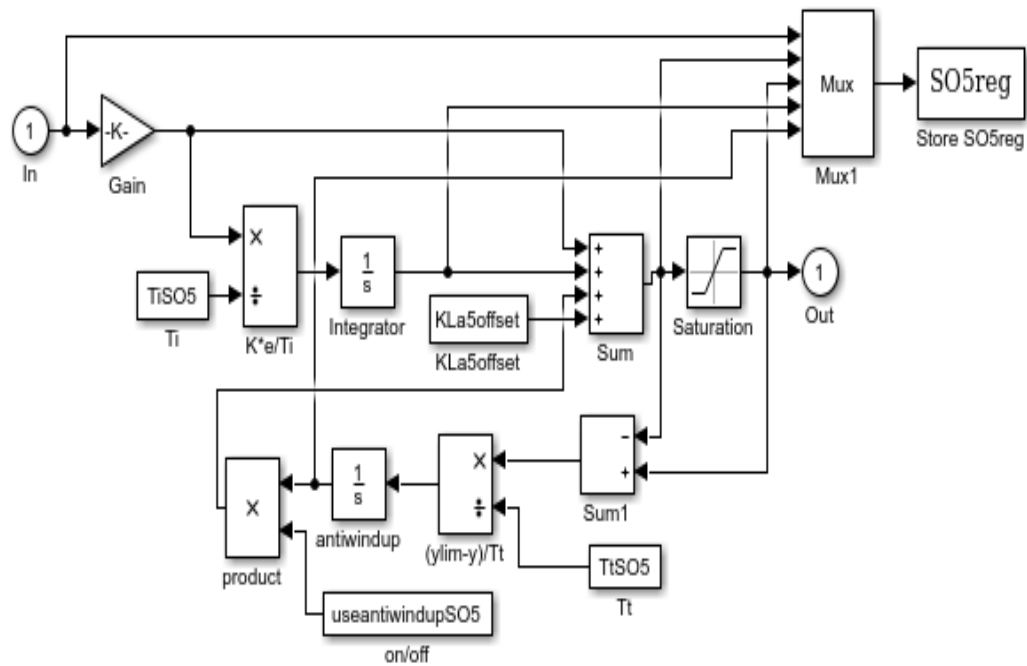 1
In
-K-
Gain
Mux
Mux1
SO5reg
Store SO5reg
×
÷
K*e/Ti
TiSO5
Ti
1
s
Integrator
KLa5offset
KLa5offset
+
+
+
+
Sum
Saturation
1
Out
−
+
Sum1
×
÷
(ylim-y)/Tt
TtSO5
Tt
1
s
antiwindup
×
product
useantiwindupSO5
on/off